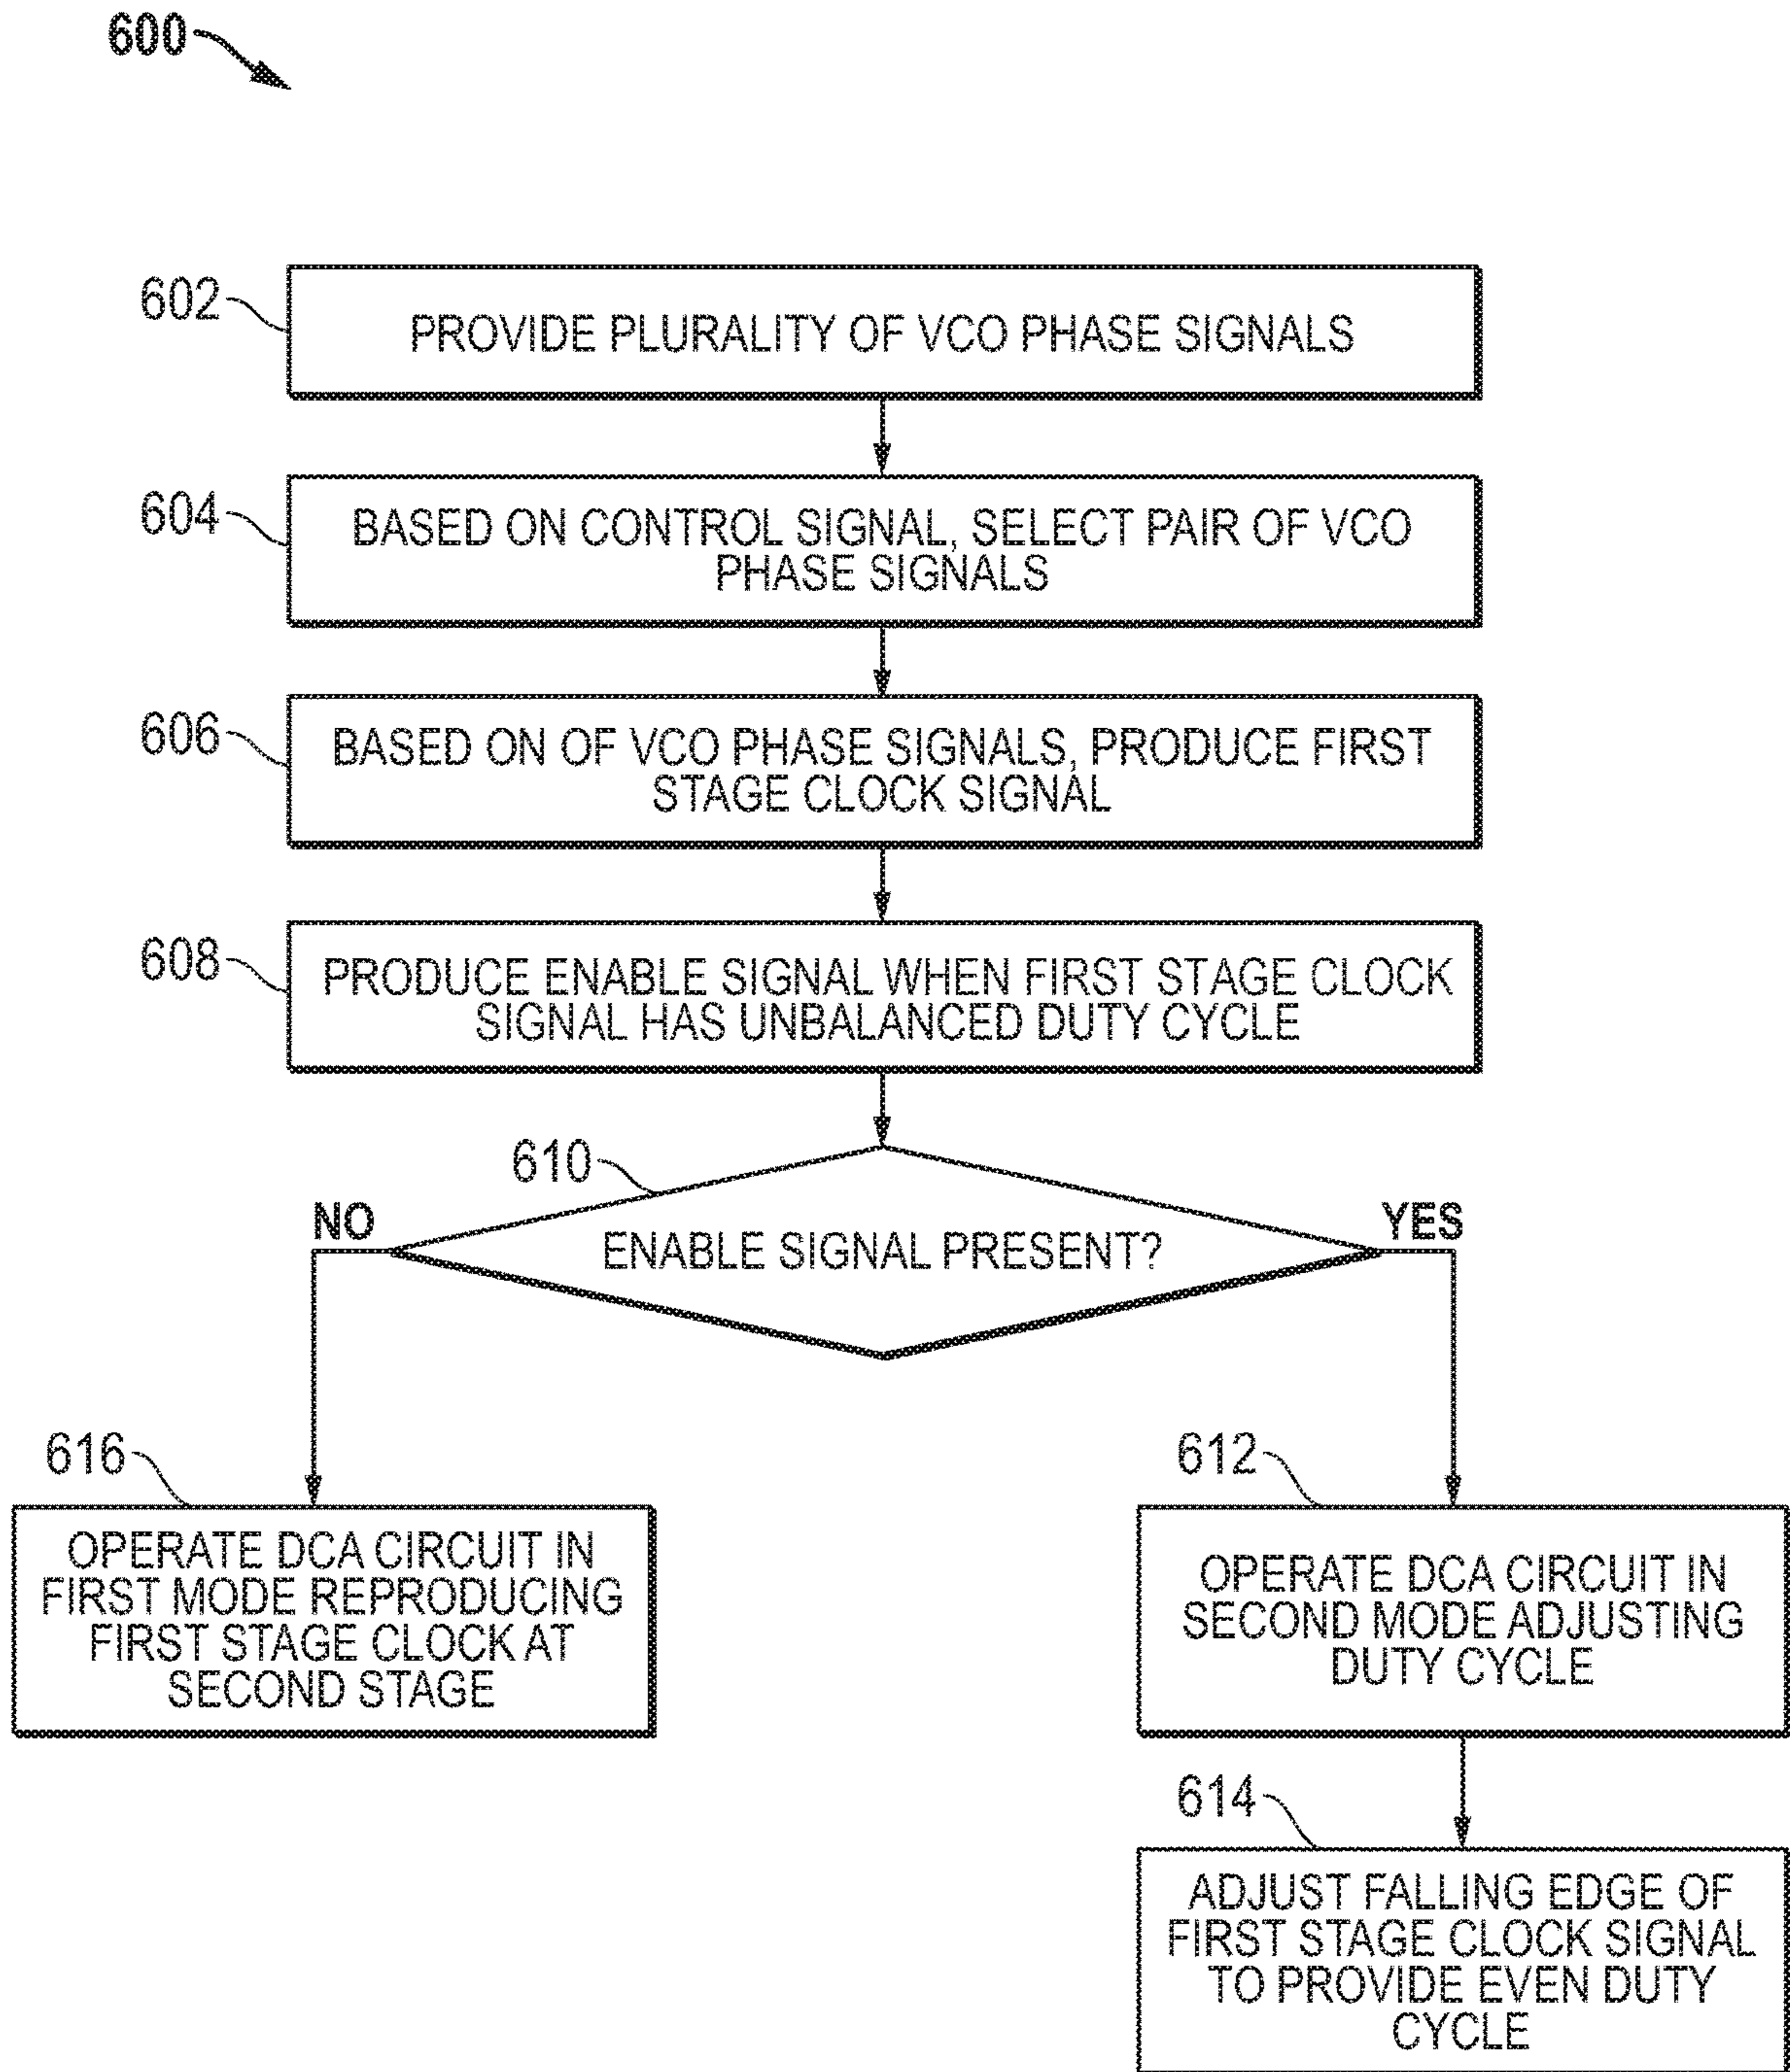 600
602
PROVIDE PLURALITY OF VCO PHASE SIGNALS
604
BASED ON CONTROL SIGNAL, SELECT PAIR OF VCO
PHASE SIGNALS
606
BASED ON OF VCO PHASE SIGNALS, PRODUCE FIRST
STAGE CLOCK SIGNAL
608
PRODUCE ENABLE SIGNAL WHEN FIRST STAGE CLOCK
SIGNAL HAS UNBALANCED DUTY CYCLE
610
NO
ENABLE SIGNAL PRESENT?
YES
616
OPERATE DCA CIRCUIT IN
FIRST MODE REPRODUCING
FIRST STAGE CLOCK AT
SECOND STAGE
612
OPERATE DCA CIRCUIT IN
SECOND MODE ADJUSTING
DUTY CYCLE
614
ADJUST FALLING EDGE OF
FIRST STAGE CLOCK SIGNAL
TO PROVIDE EVEN DUTY
CYCLE